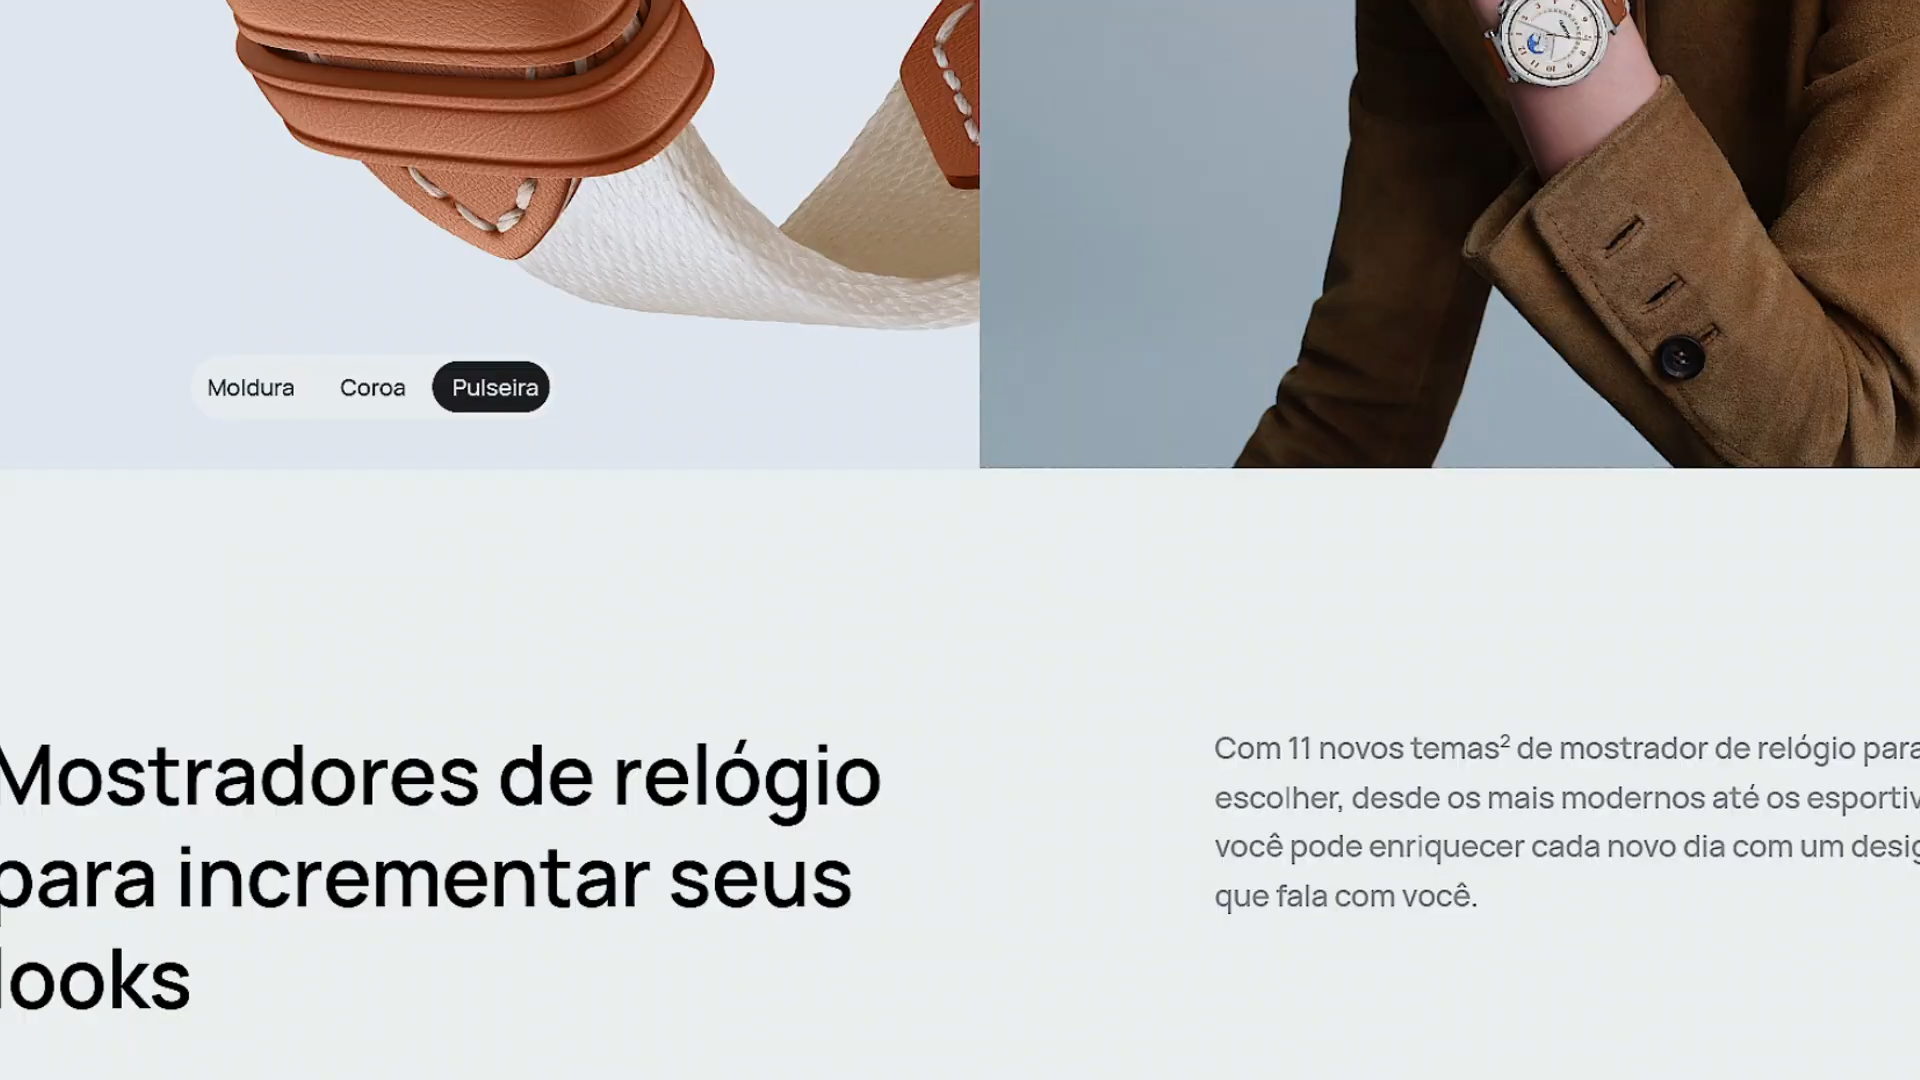 Moldura Coroa Pulseira
Mostradores de relógio
para incrementar seus
looks
Com 11 novos temas² de mostrador de relógio para
escolher, desde os mais modernos até os esportiv
você pode enriquecer cada novo dia com um desig
que fala com você.